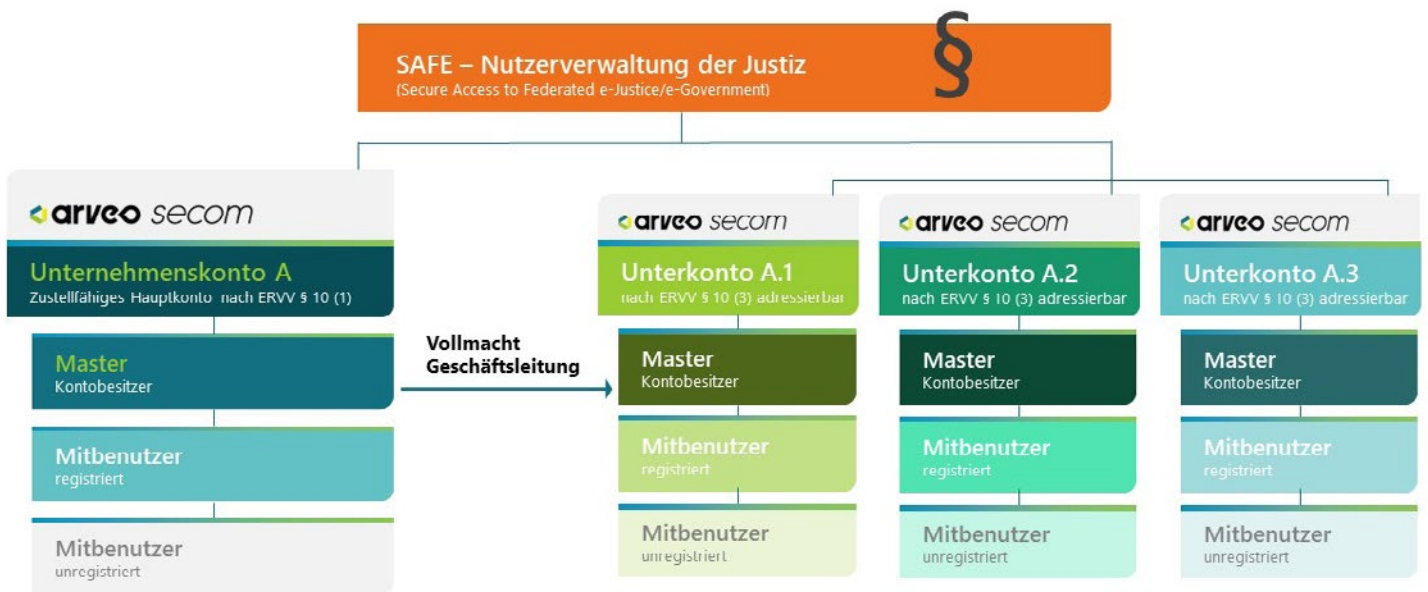 SAFE – Nutzerverwaltung der Justiz
(Secure Access to Federated e-Justice/e-Government)
§
arveo secom
Unternehmenskonto A
Zustellfähiges Hauptkonto nach ERVV § 10 (1)
Master
Kontobesitzer
Mitbenutzer
registriert
Mitbenutzer
unregistriert
Vollmacht
Geschäftsleitung
arveo secom
Unterkonto A.1
nach ERVV § 10 (3) adressierbar
Master
Kontobesitzer
Mitbenutzer
registriert
Mitbenutzer
unregistriert
arveo secom
Unterkonto A.2
nach ERVV § 10 (3) adressierbar
Master
Kontobesitzer
Mitbenutzer
registriert
Mitbenutzer
unregistriert
arveo secom
Unterkonto A.3
nach ERVV § 10 (3) adressierbar
Master
Kontobesitzer
Mitbenutzer
registriert
Mitbenutzer
unregistriert